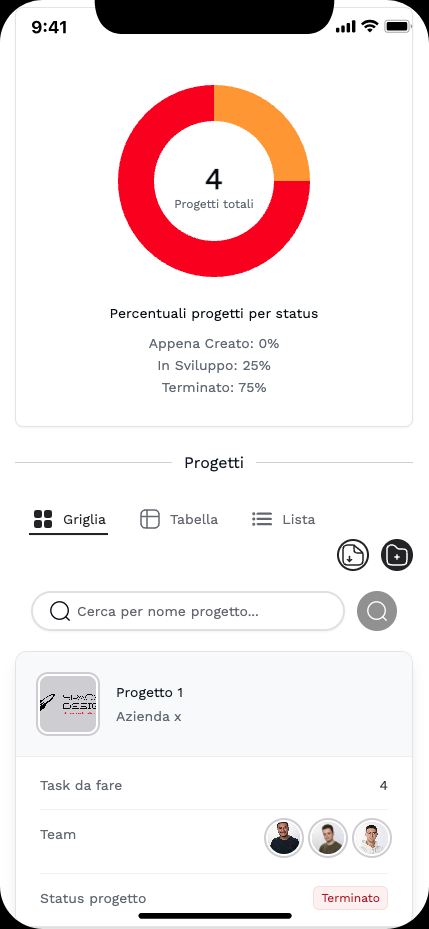 9:41
4
Progetti totali
Percentuali progetti per status
Appena Creato: 0%
In Sviluppo: 25%
Terminato: 75%
Progetti
Griglia
Tabella
Lista
Cerca per nome progetto...
Progetto 1
Azienda x
Task da fare
4
Team
Status progetto
Terminato